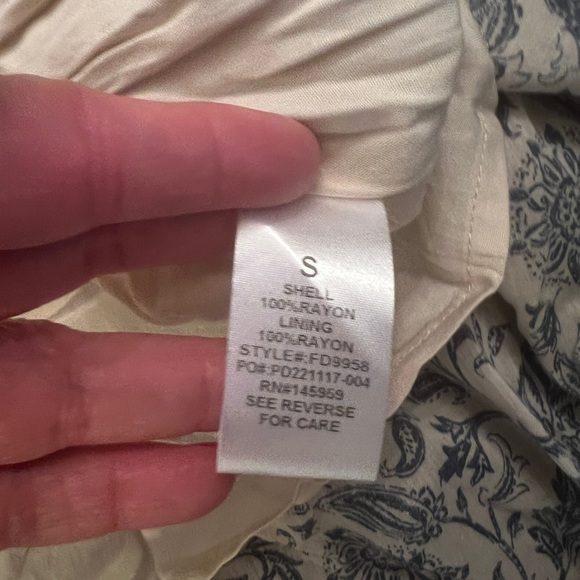 S
SHELL
100%RAYON
LINING
100%RAYON
STYLE#:FD9958
PO#:PD221117-004
RN#145959
SEE REVERSE
FOR CARE